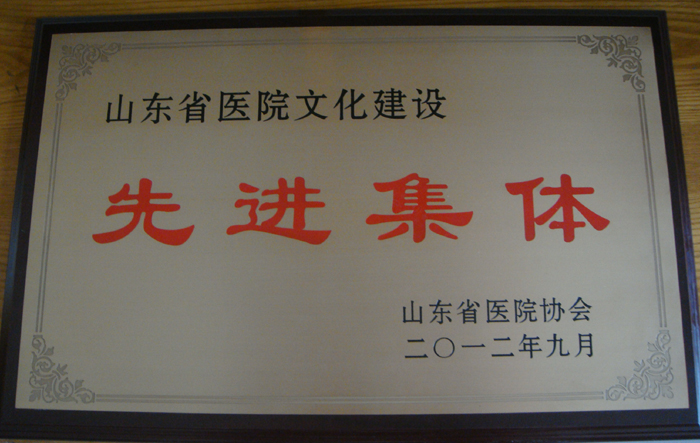 山东省医院文化建设
先进集体
山东省医院协会
二〇一二年九月